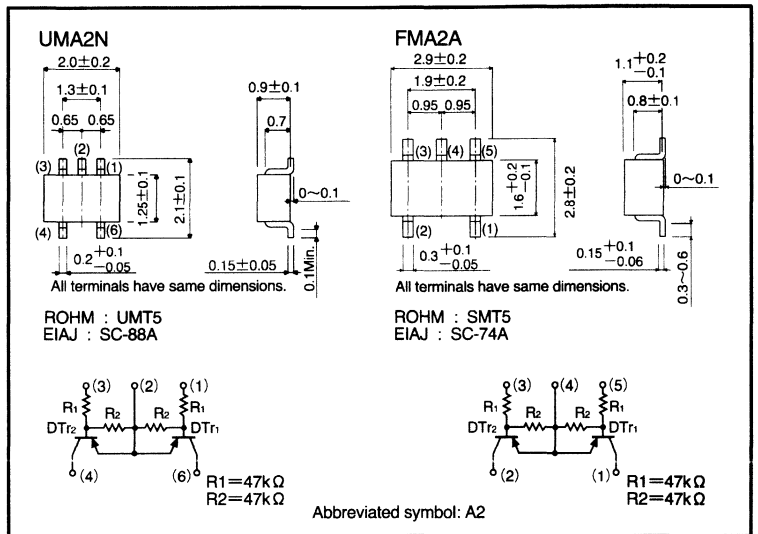 UMA2N
2.0±0.2
1.3±0.1
0.65 0.65
(2)
(3) (1)
(4) (6)
1.25±0.1
2.1±0.1
0.2+0.1−0.05
0.9±0.1
0.7
0~0.1
0.15±0.05
0.1Min.
All terminals have same dimensions.
ROHM : UMT5
EIAJ : SC-88A
FMA2A
2.9±0.2
1.9±0.2
0.95 0.95
(3) (4) (5)
(2) (1)
1.6+0.2−0.1
2.8±0.2
0.3+0.1−0.05
1.1+0.2−0.1
0.8±0.1
0~0.1
0.15+0.1−0.06
0.3~0.6
All terminals have same dimensions.
ROHM : SMT5
EIAJ : SC-74A
(3) (2) (1)
R1 R2 R2 R1
DTr2 DTr1
(4) (6)
R1=47kΩ
R2=47kΩ
(3) (4) (5)
R1 R2 R2 R1
DTr2 DTr1
(2) (1)
R1=47kΩ
R2=47kΩ
Abbreviated symbol: A2